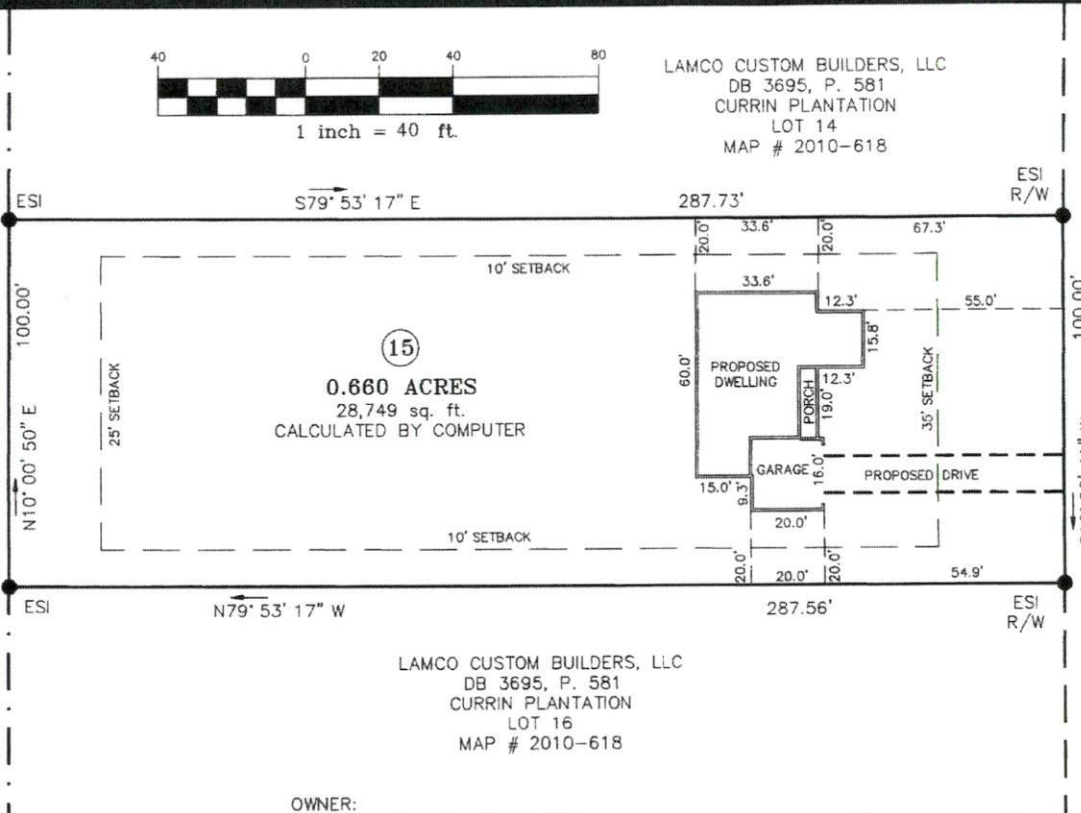 40 0 20 40 80
1 inch = 40 ft.
LAMCO CUSTOM BUILDERS, LLC
DB 3695, P. 581
CURRIN PLANTATION
LOT 14
MAP # 2010-618
ESI
S79° 53' 17" E
287.73'
ESI
R/W
20.0'
33.6'
20.0'
67.3'
10' SETBACK
33.6'
12.3'
55.0'
100.00'
N10° 00' 50" E
25' SETBACK
15
0.660 ACRES
28,749 sq. ft.
CALCULATED BY COMPUTER
60.0'
PROPOSED
DWELLING
15.8'
12.3'
PORCH
19.0'
35' SETBACK
100.00'
GARAGE
16.0'
PROPOSED DRIVE
15.0'
9.3'
20.0'
10' SETBACK
20.0'
20.0'
20.0'
54.9'
ESI
N79° 53' 17" W
287.56'
ESI
R/W
LAMCO CUSTOM BUILDERS, LLC
DB 3695, P. 581
CURRIN PLANTATION
LOT 16
MAP # 2010-618
OWNER: